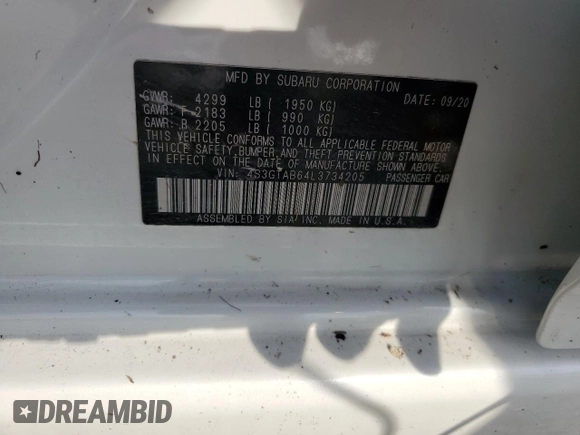 MFD BY SUBARU CORPORATION
GVWR: 4299 LB ( 1950 KG) DATE: 09/20
GAWR: F 2183 LB ( 990 KG)
GAWR: R 2205 LB ( 1000 KG)
THIS VEHICLE CONFORMS TO ALL APPLICABLE FEDERAL MOTOR
VEHICLE SAFETY,BUMPER,AND THEFT PREVENTION STANDARDS
IN EFFECT ON THE DATE OF MANUFACTURE SHOWN ABOVE.
VIN: 4S3GTAB64L3734205 PASSENGER CAR
ASSEMBLED BY SIA,INC. MADE IN U.S.A.
DREAMBID